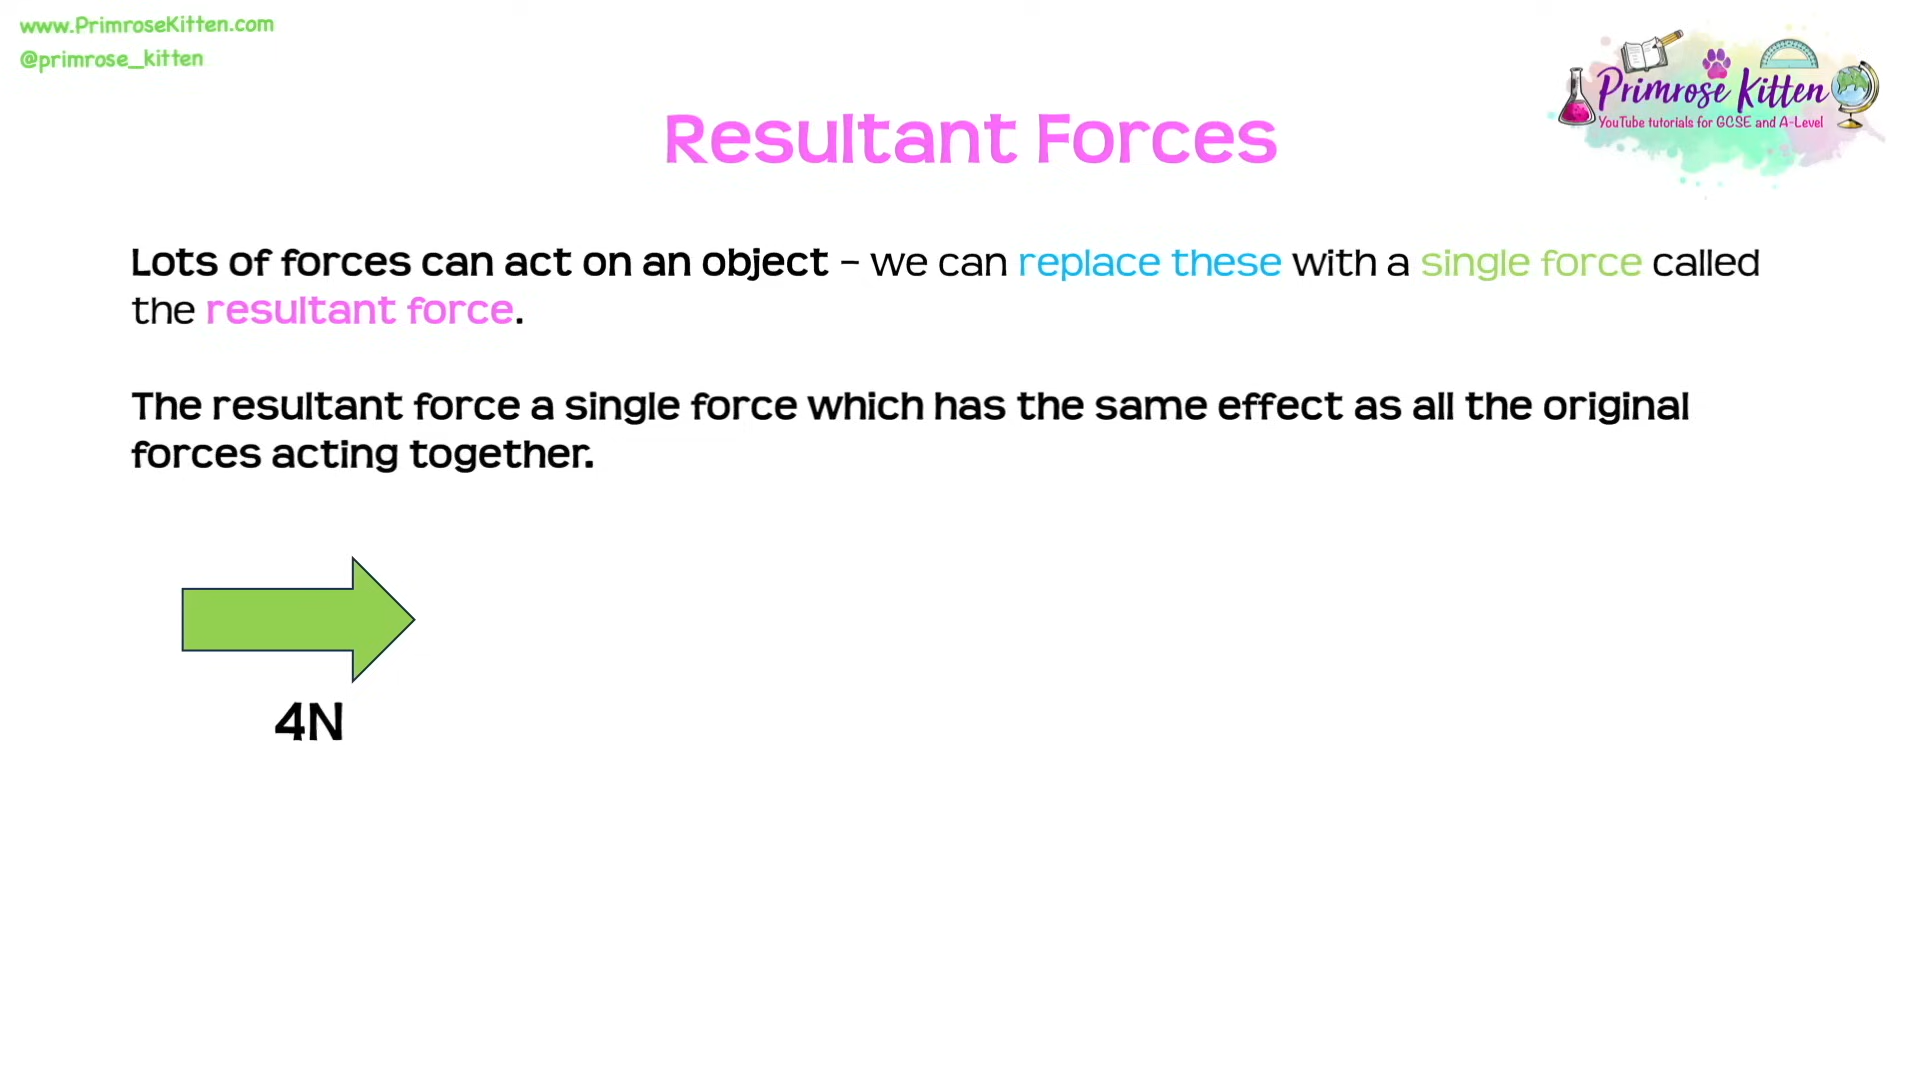 www.PrimroseKitten.com
@primrose_kitten
Primrose Kitten
YouTube tutorials for GCSE and A-Level
Resultant Forces
Lots of forces can act on an object – we can replace these with a single force called
the resultant force.
The resultant force a single force which has the same effect as all the original
forces acting together.
4N